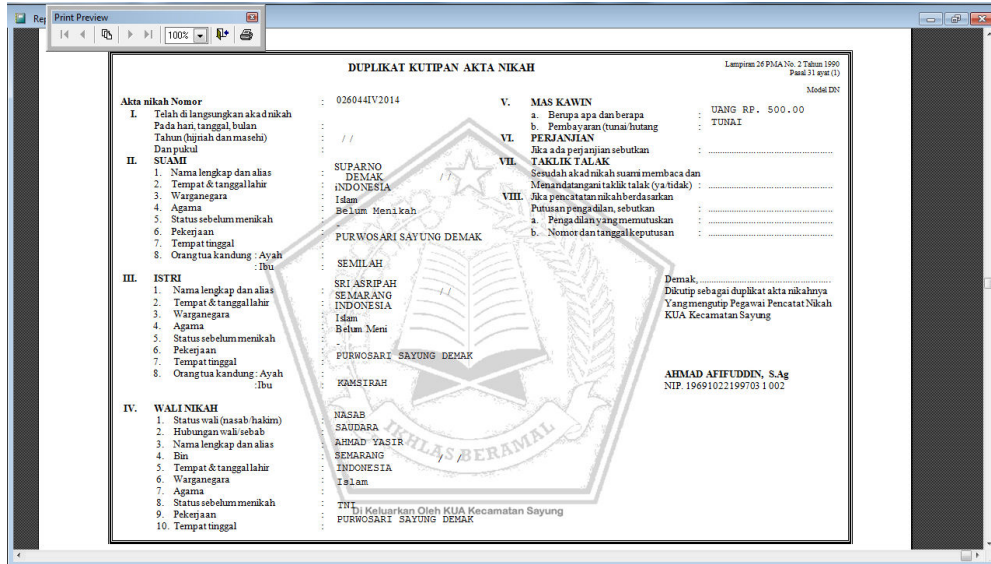 Print Preview
100%
DUPLIKAT KUTIPAN AKTA NIKAH
Lampiran 26 PMA No. 2 Tahun 1990
Pasal 31 ayat (1)
Model DN
Akta nikah Nomor : 026044IV2014
I. Telah di langsungkan akad nikah
Pada hari, tanggal, bulan :
Tahun (hijriah dan masehi) : / /
Dan pukul :
II. SUAMI
1. Nama lengkap dan alias : SUPARNO
2. Tempat & tanggal lahir : DEMAK / /
3. Warganegara : INDONESIA
4. Agama : Islam
5. Status sebelum menikah : Belum Menikah
6. Pekerjaan : -
7. Tempat tinggal : PURWOSARI SAYUNG DEMAK
8. Orang tua kandung : Ayah :
: Ibu : SEMILAH
III. ISTRI
1. Nama lengkap dan alias : SRI ASRIPAH
2. Tempat & tanggal lahir : SEMARANG / /
3. Warganegara : INDONESIA
4. Agama : Islam
5. Status sebelum menikah : Belum Meni
6. Pekerjaan : -
7. Tempat tinggal : PURWOSARI SAYUNG DEMAK
8. Orang tua kandung : Ayah :
:Ibu : KAMSIRAH
IV. WALI NIKAH
1. Status wali (nasab/hakim) : NASAB
2. Hubungan wali/sebab : SAUDARA
3. Nama lengkap dan alias : AHMAD YASIR
4. Bin : SEMARANG / /
5. Tempat & tanggal lahir : INDONESIA
6. Warganegara : Islam
7. Agama :
8. Status sebelum menikah : TNI
9. Pekerjaan : PURWOSARI SAYUNG DEMAK
10. Tempat tinggal :
V. MAS KAWIN
a. Berupa apa dan berapa : UANG RP. 500.00
b. Pembayaran (tunai/hutang : TUNAI
VI. PERJANJIAN
Jika ada perjanjian sebutkan : ....................
VII. TAKLIK TALAK
Sesudah akad nikah suami membaca dan
Menandatangani taklik talak (ya/tidak) : ....................
VIII. Jika pencatatan nikah berdasarkan
Putusan pengadilan, sebutkan : ....................
a. Pengadilan yang memutuskan : ....................
b. Nomor dan tanggal keputusan : ....................
Demak, ....................
Dikutip sebagai duplikat akta nikahnya
Yang mengutip Pegawai Pencatat Nikah
KUA Kecamatan Sayung
AHMAD AFIFUDDIN, S.Ag
NIP. 19691022199703 1 002
IKHLAS BERAMAL
Di Keluarkan Oleh KUA Kecamatan Sayung